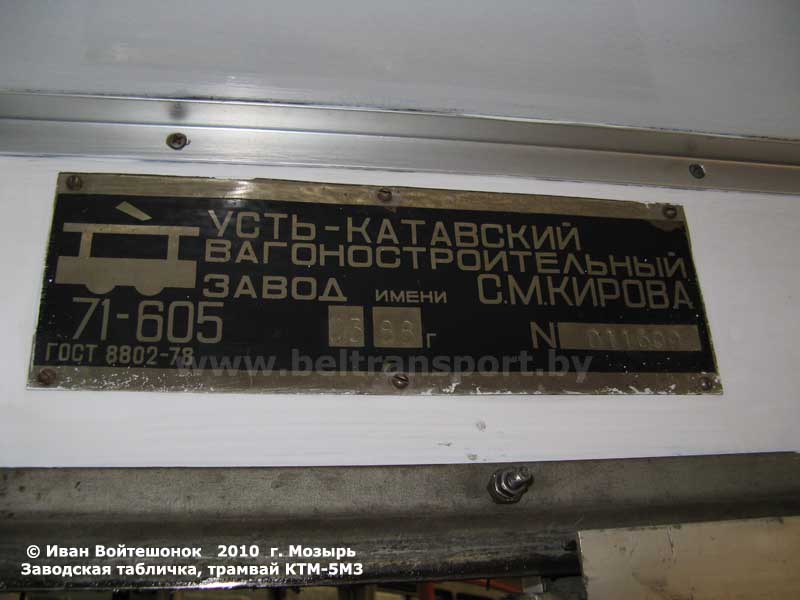 УСТЬ-КАТАВСКИЙ
ВАГОНОСТРОИТЕЛЬНЫЙ
ЗАВОД ИМЕНИ С.М.КИРОВА
71-605 88 г N
ГОСТ 8802-78
www.beltransport.by
© Иван Войтешонок 2010 г. Мозырь
Заводская табличка, трамвай КТМ-5М3